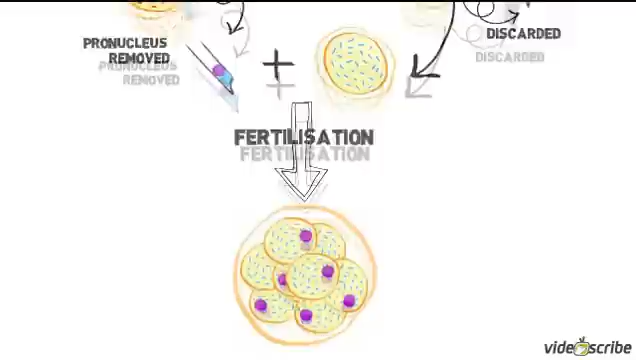 PRONUCLEUS
REMOVED
PRONUCLEUS
REMOVED
DISCARDED
DISCARDED
FERTILISATION
FERTILISATION
videoscribe